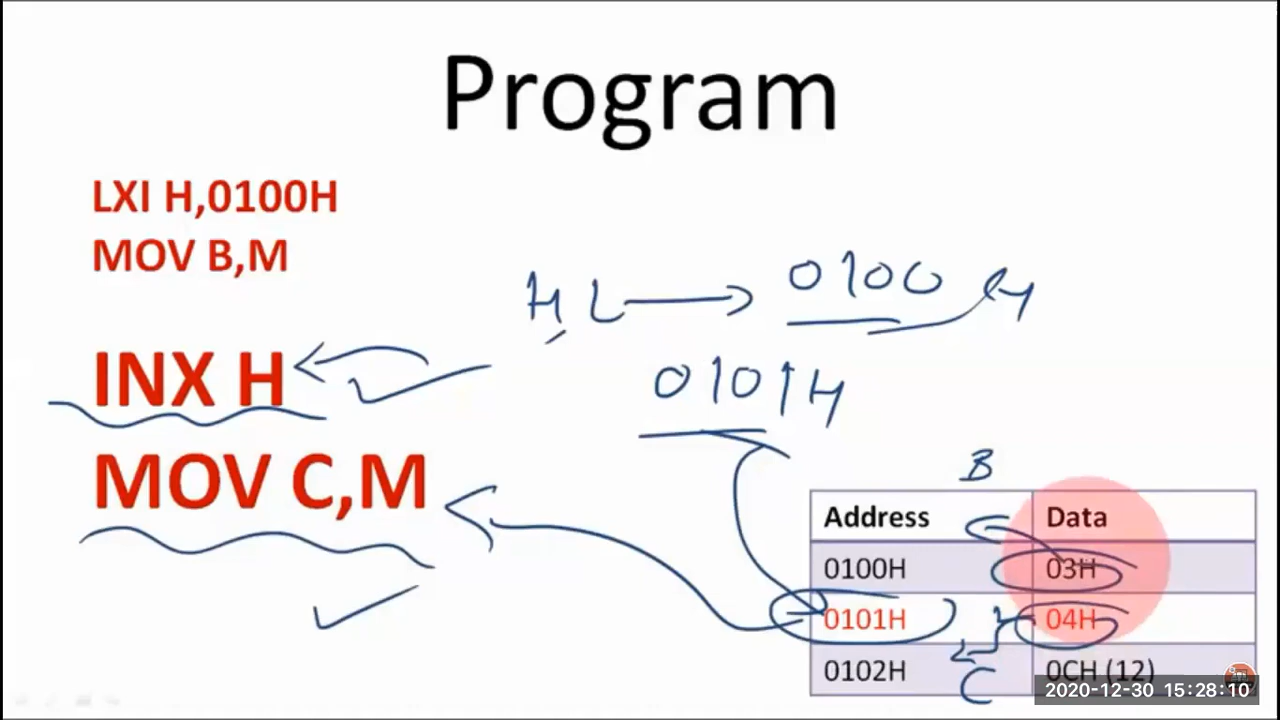 Program
LXI H,0100H
MOV B,M
HL → 0100 H
INX H
0101H
MOV C,M
B
Address Data
0100H 03H
0101H 04H
0102H 0CH (12)
C
2020-12-30 15:28:10